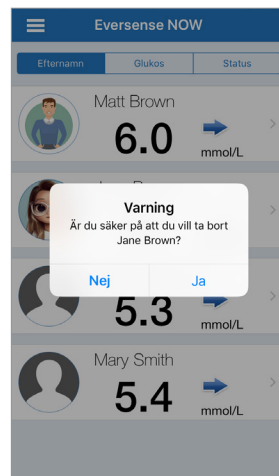 Eversense NOW
Efternamn Glukos Status
Matt Brown
6.0
mmol/L
Varning
Är du säker på att du vill ta bort
Jane Brown?
Nej Ja
5.3
mmol/L
Mary Smith
5.4
mmol/L